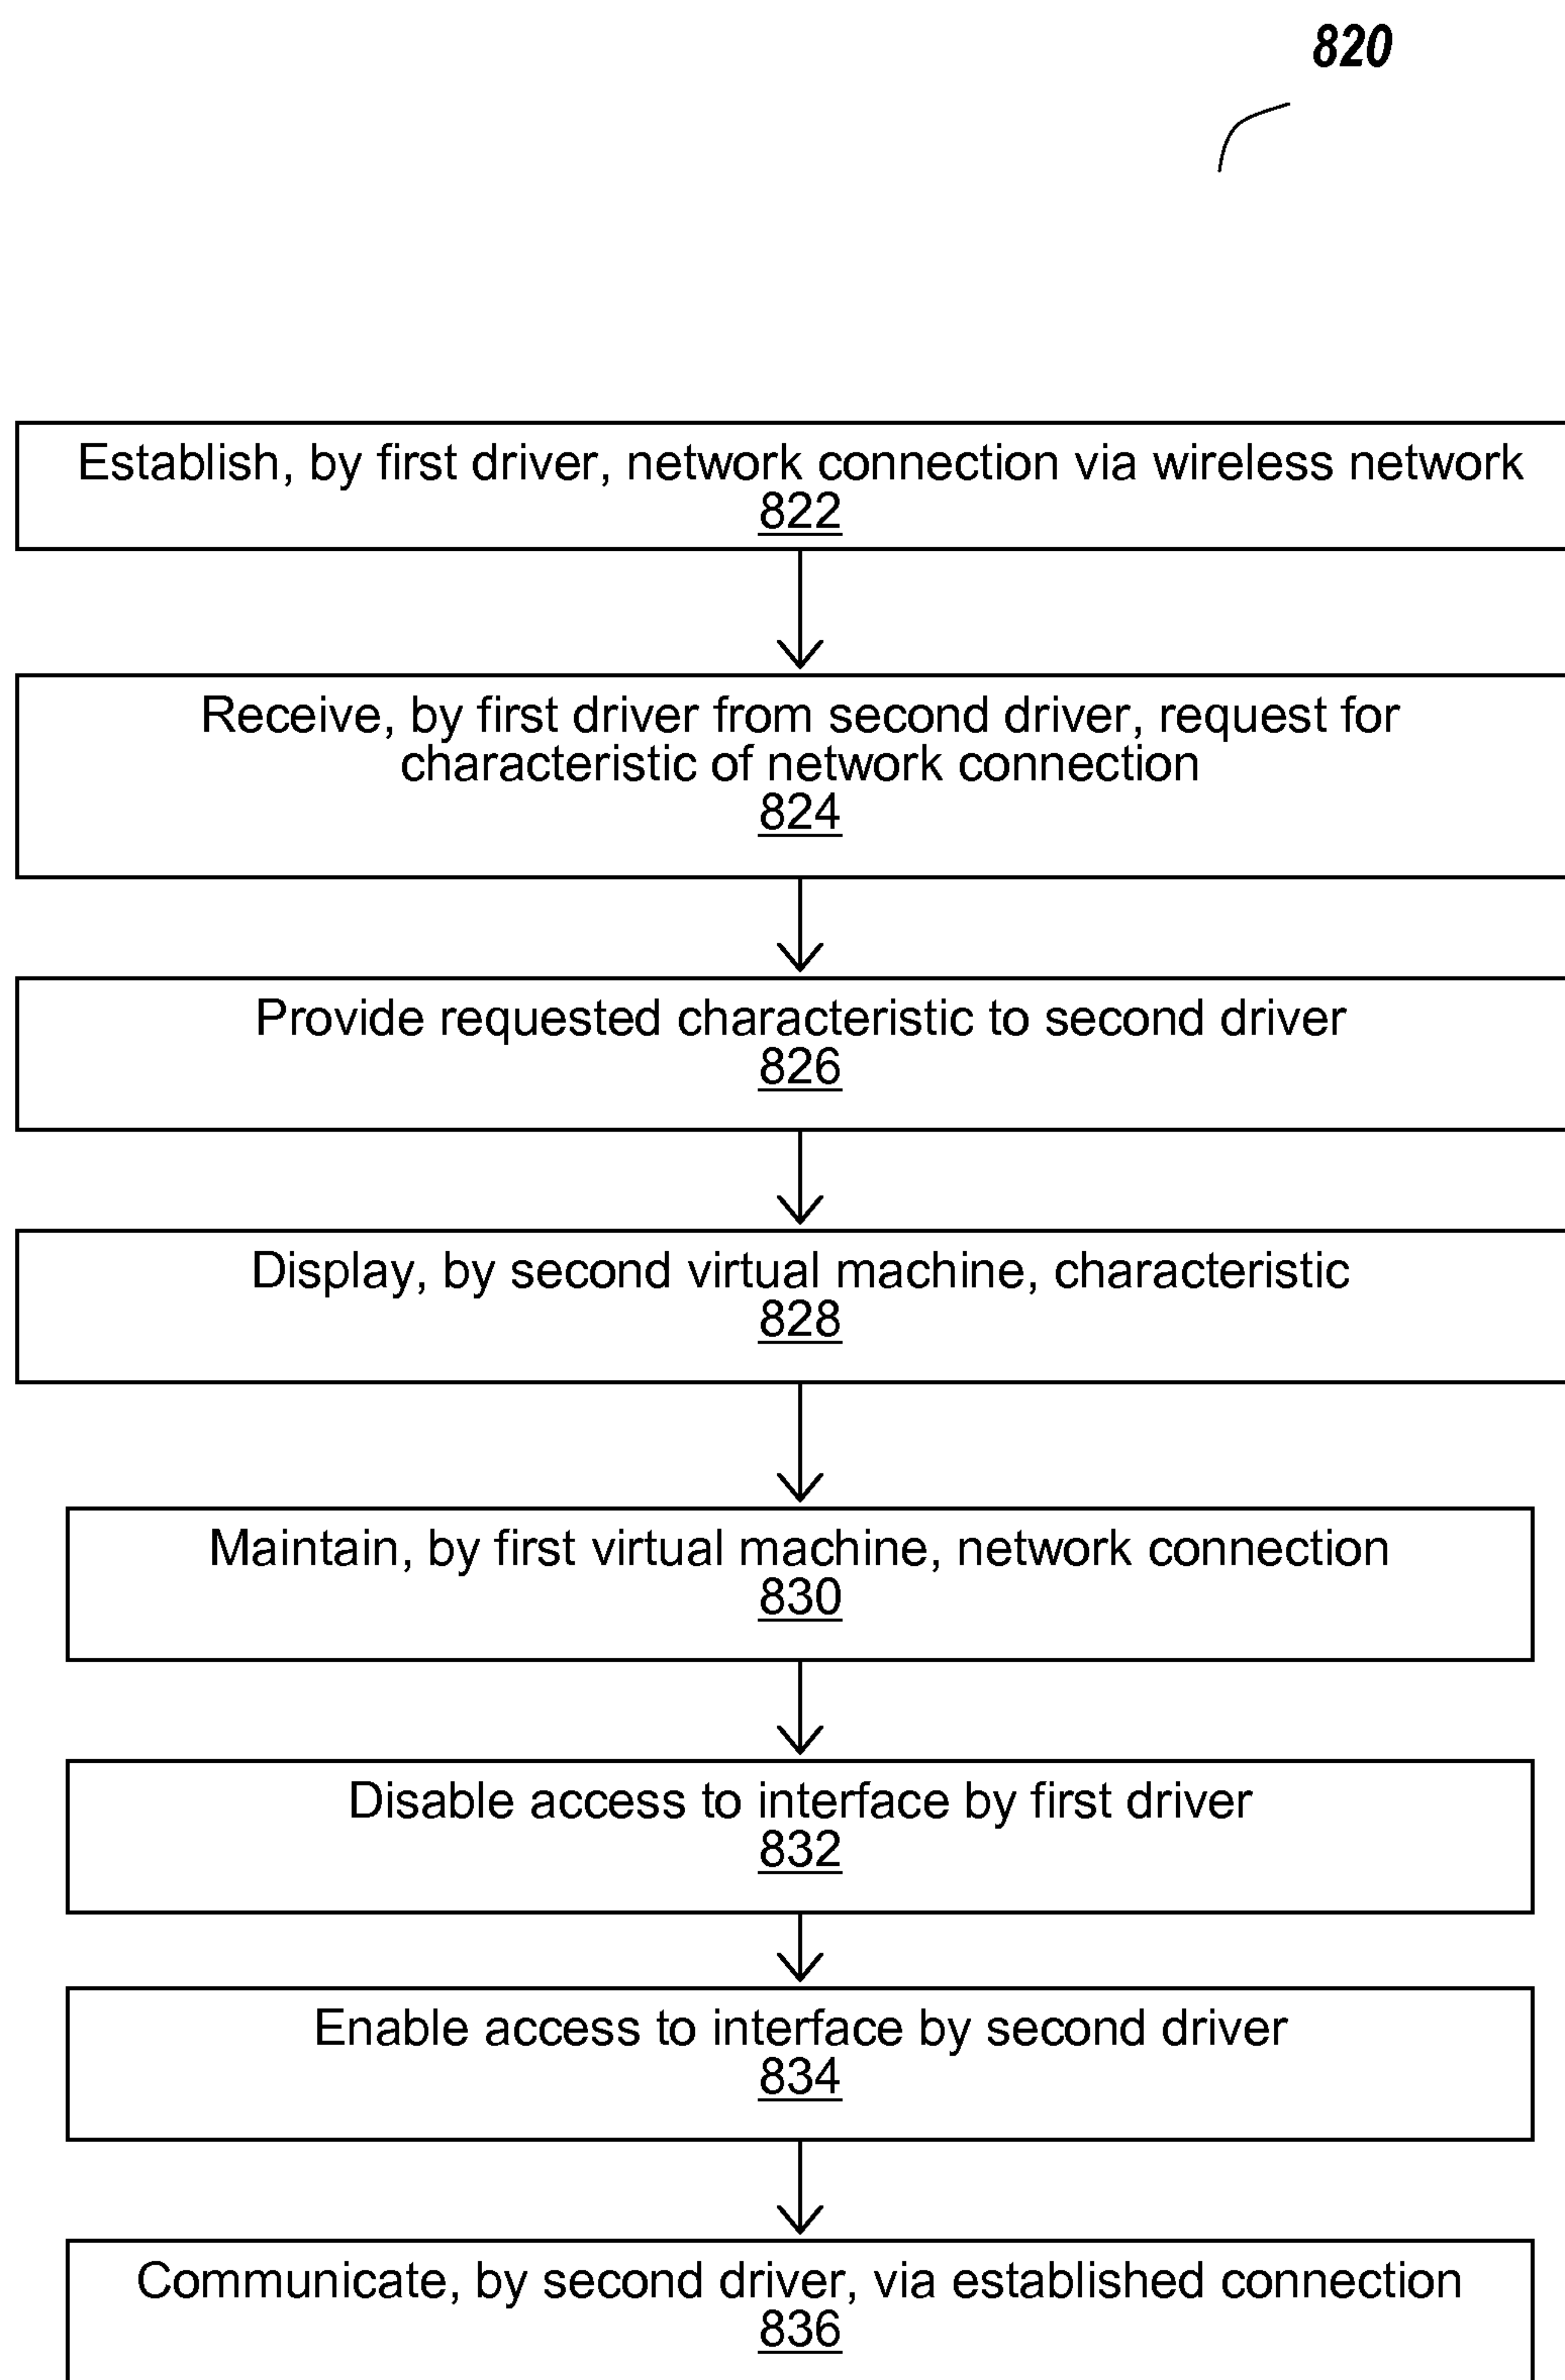 820
Establish, by first driver, network connection via wireless network
822
Receive, by first driver from second driver, request for
characteristic of network connection
824
Provide requested characteristic to second driver
826
Display, by second virtual machine, characteristic
828
Maintain, by first virtual machine, network connection
830
Disable access to interface by first driver
832
Enable access to interface by second driver
834
Communicate, by second driver, via established connection
836